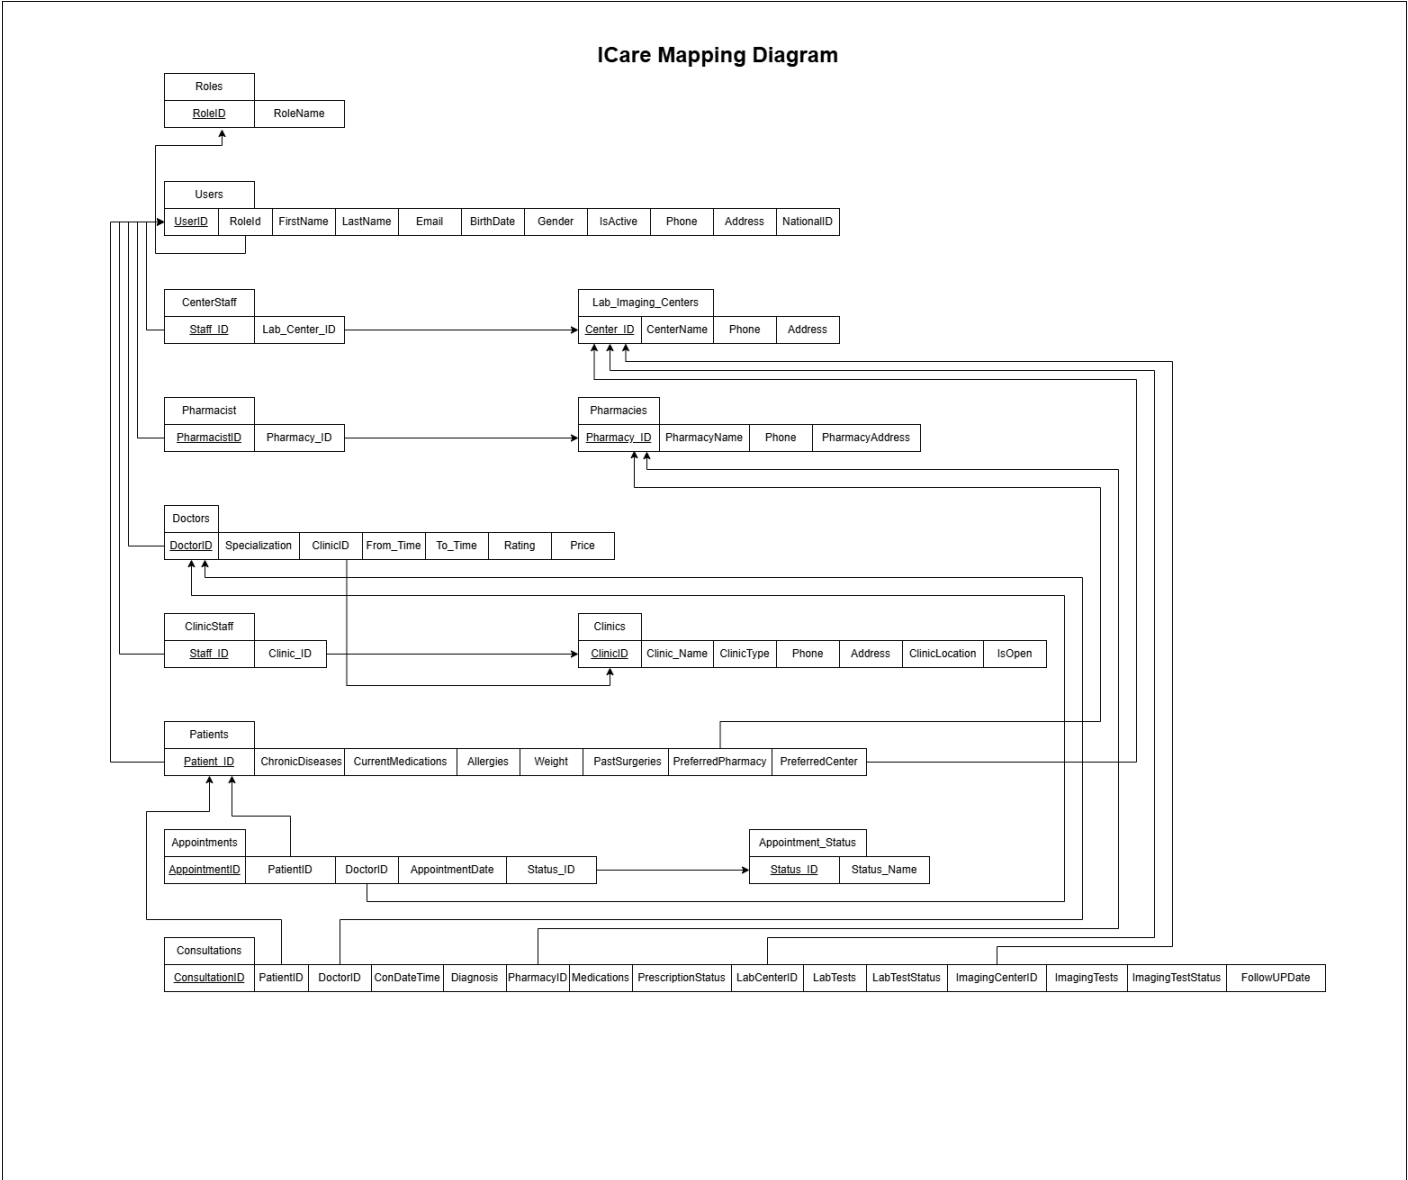 ICare Mapping Diagram
Roles
RoleID RoleName
Users
UserID RoleId FirstName LastName Email BirthDate Gender IsActive Phone Address NationalID
CenterStaff Lab_Imaging_Centers
Staff_ID Lab_Center_ID Center_ID CenterName Phone Address
Pharmacist Pharmacies
PharmacistID Pharmacy_ID Pharmacy_ID PharmacyName Phone PharmacyAddress
Doctors
DoctorID Specialization ClinicID From_Time To_Time Rating Price
ClinicStaff Clinics
Staff_ID Clinic_ID ClinicID Clinic_Name ClinicType Phone Address ClinicLocation IsOpen
Patients
Patient_ID ChronicDiseases CurrentMedications Allergies Weight PastSurgeries PreferredPharmacy PreferredCenter
Appointments Appointment_Status
AppointmentID PatientID DoctorID AppointmentDate Status_ID Status_ID Status_Name
Consultations
ConsultationID PatientID DoctorID ConDateTime Diagnosis PharmacyID Medications PrescriptionStatus LabCenterID LabTests LabTestStatus ImagingCenterID ImagingTests ImagingTestStatus FollowUPDate